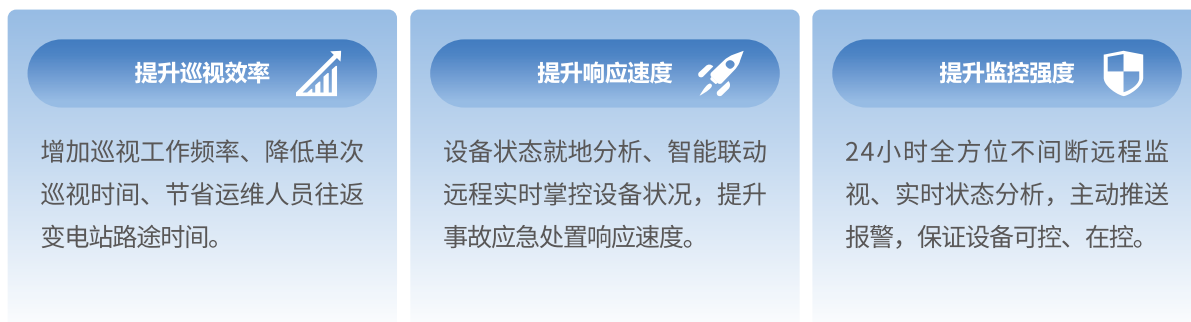 提升巡视效率
增加巡视工作频率、降低单次
巡视时间、节省运维人员往返
变电站路途时间。
提升响应速度
设备状态就地分析、智能联动
远程实时掌控设备状况，提升
事故应急处置响应速度。
提升监控强度
24小时全方位不间断远程监
视、实时状态分析，主动推送
报警，保证设备可控、在控。